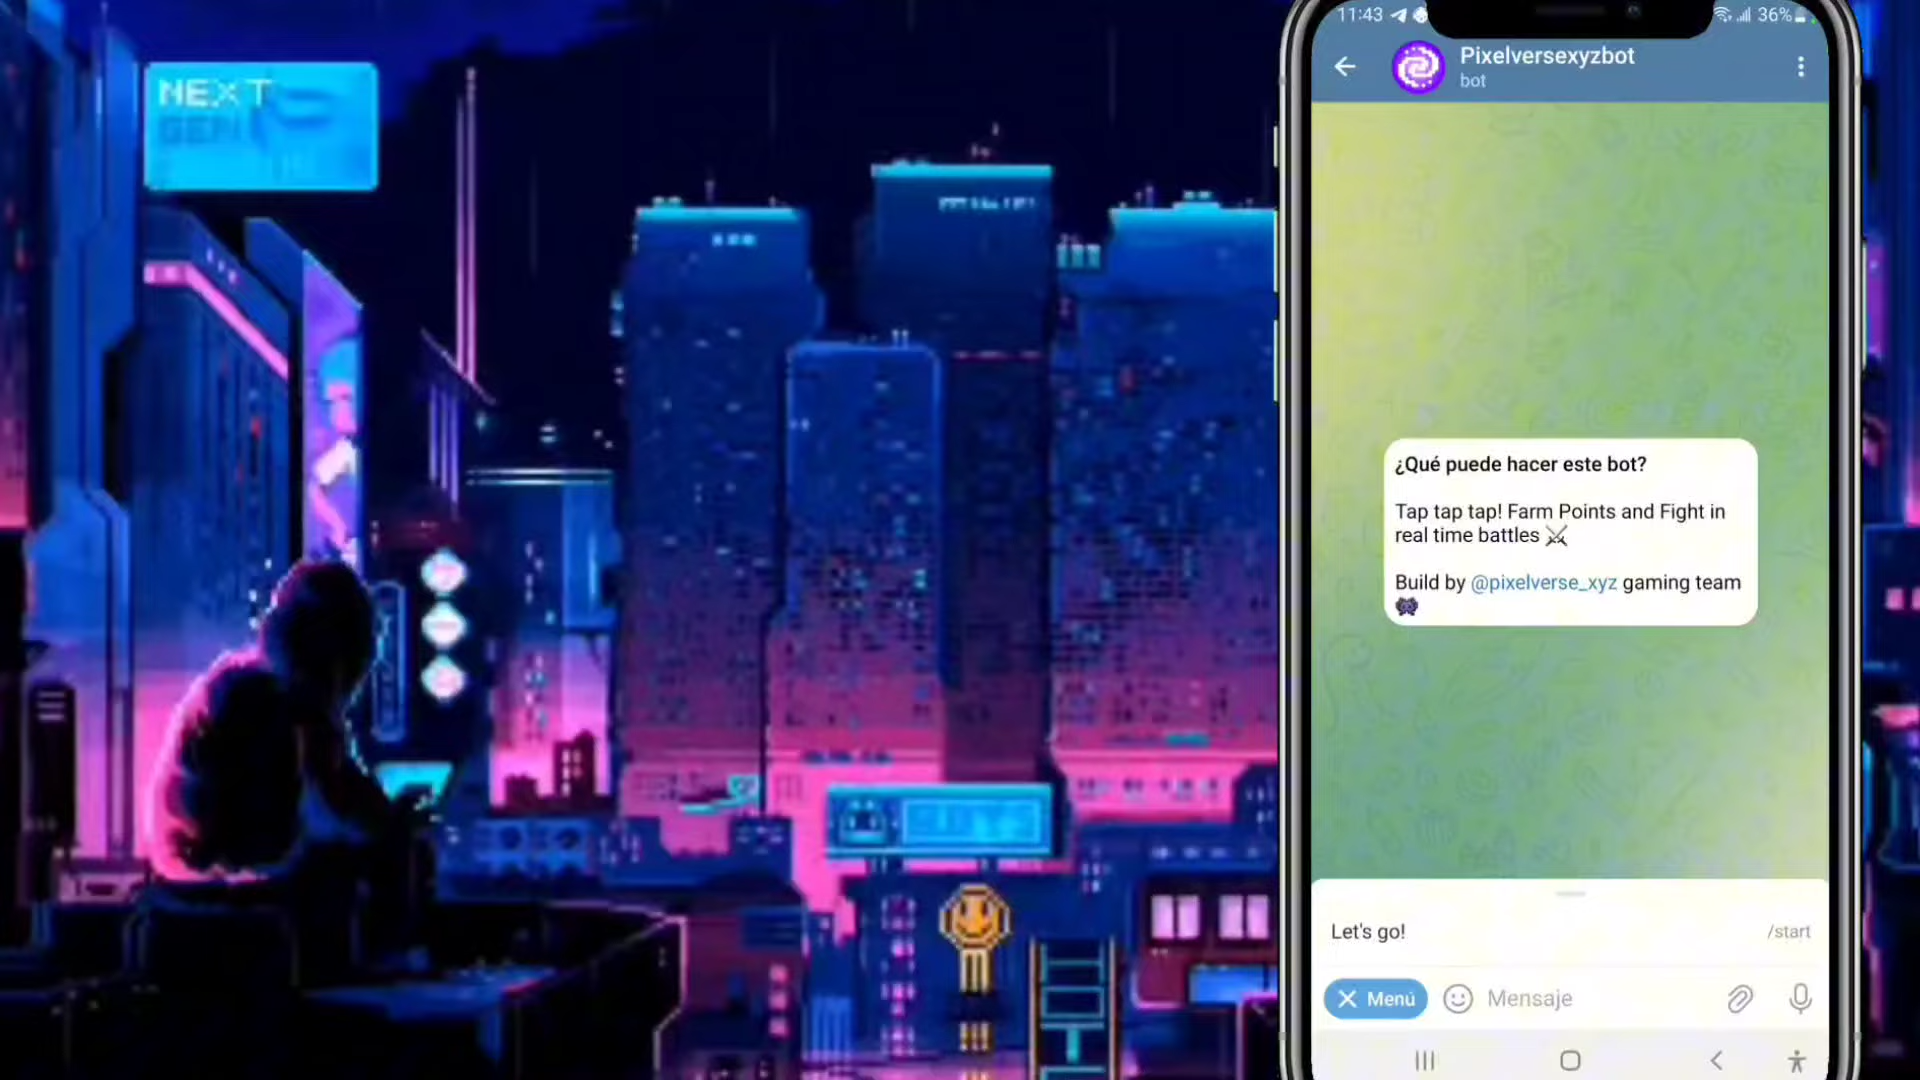 NEXT
GEN
11:43
36%
Pixelversexyzbot
bot
¿Qué puede hacer este bot?
Tap tap tap! Farm Points and Fight in
real time battles ⚔
Build by @pixelverse_xyz gaming team
👾
Let's go!
/start
Menú
Mensaje